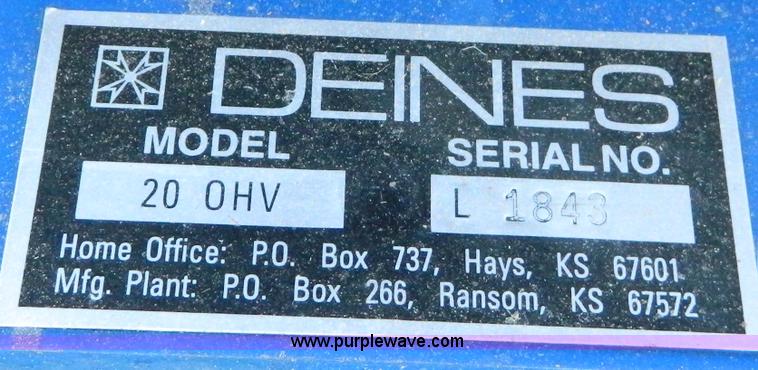 DEINES
MODEL SERIAL NO.
20 OHV L 1843
Home Office: P.O. Box 737, Hays, KS 67601
Mfg. Plant: P.O. Box 266, Ransom, KS 67572
www.purplewave.com